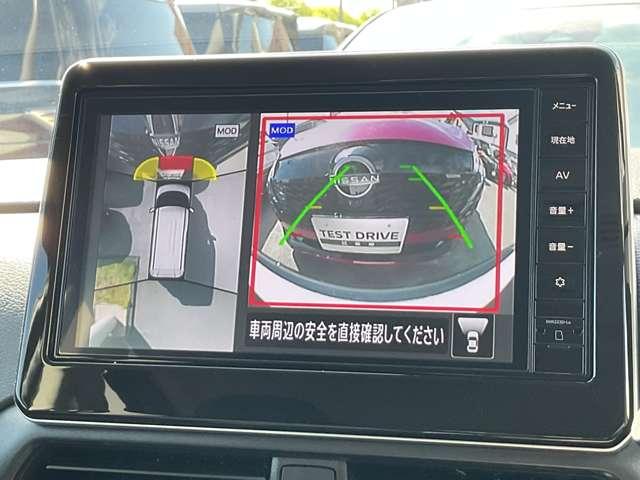 MOD
NISSAN
MOD
NISSAN
TEST DRIVE
車両周辺の安全を直接確認してください
メニュー
現在地
AV
音量+
音量-